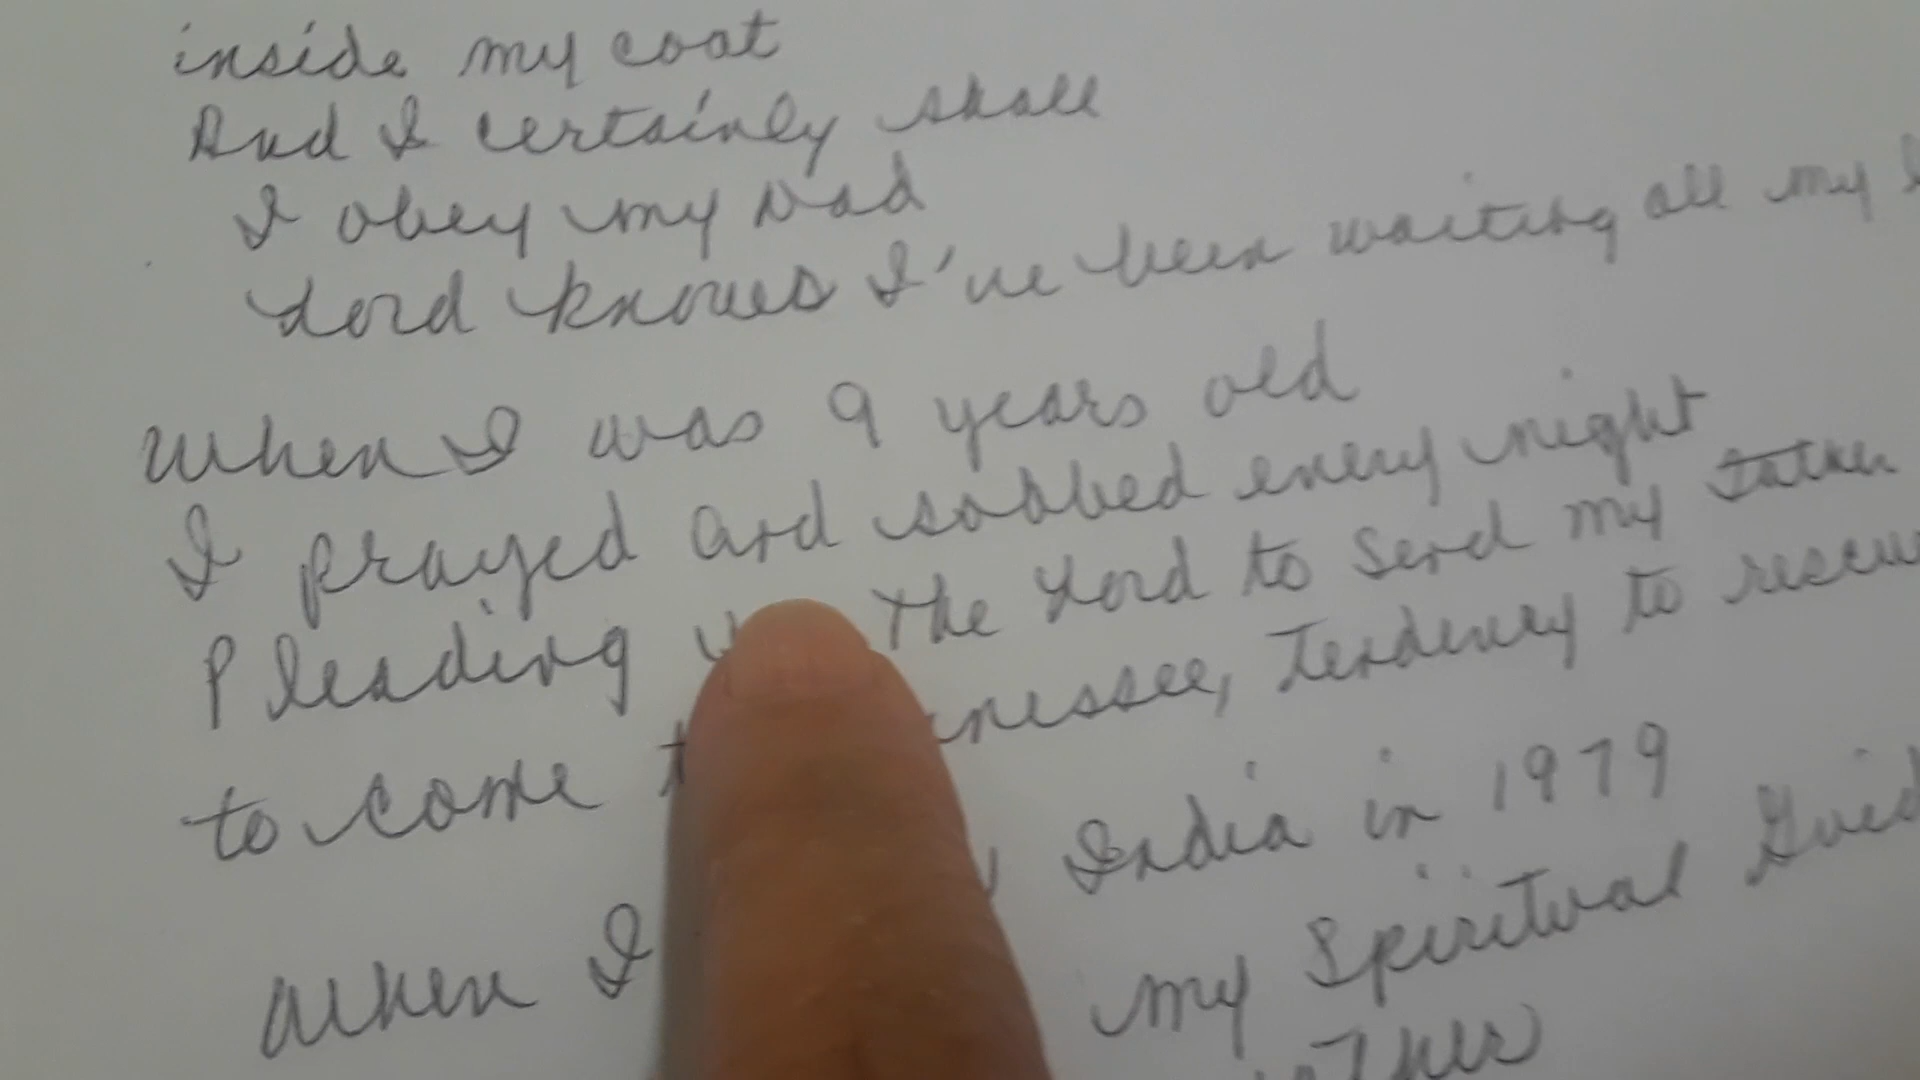 inside my coat
And I certainly shall
I obey my Dad
Lord knows I've been waiting all my
When I was 9 years old
I prayed and sobbed every night
Pleading the Lord to send my father
to come Tendency to
When I India in 1979
my Spiritual